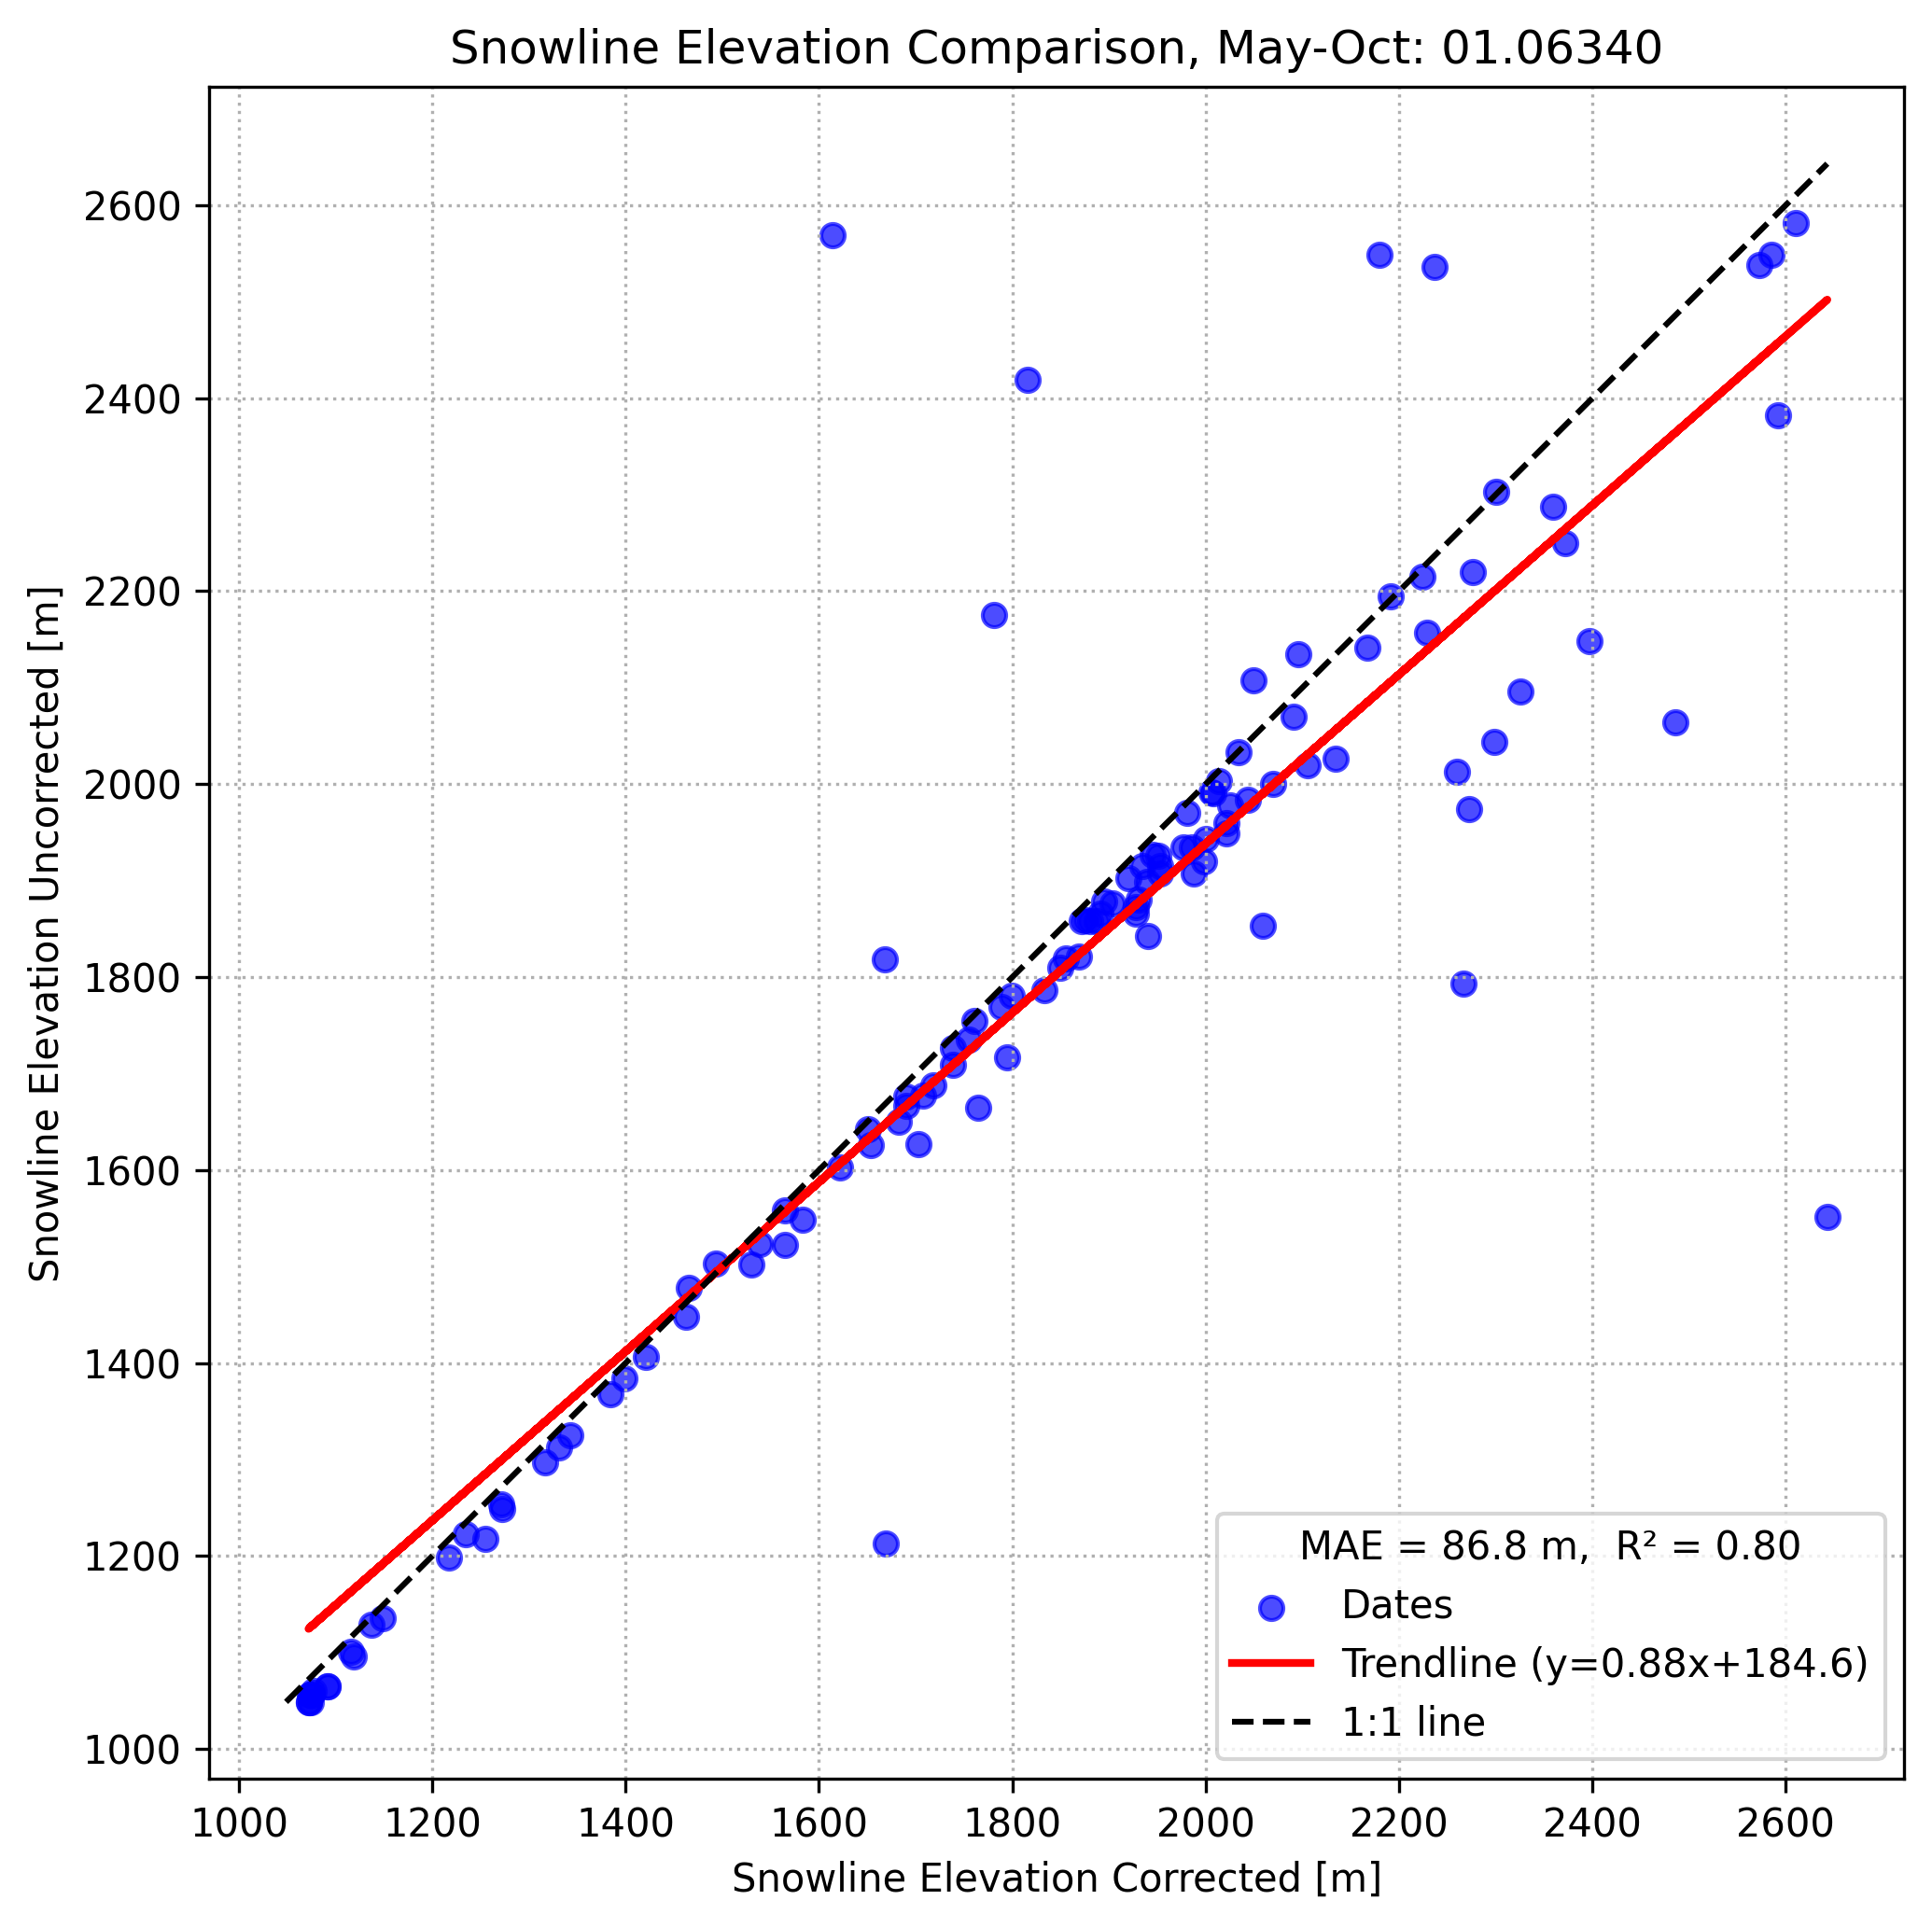 Snowline Elevation Comparison, May-Oct: 01.06340
Snowline Elevation Uncorrected [m]
2600
2400
2200
2000
1800
1600
1400
1200
1000
MAE = 86.8 m,  R² = 0.80
Dates
Trendline (y=0.88x+184.6)
1:1 line
1000 1200 1400 1600 1800 2000 2200 2400 2600
Snowline Elevation Corrected [m]